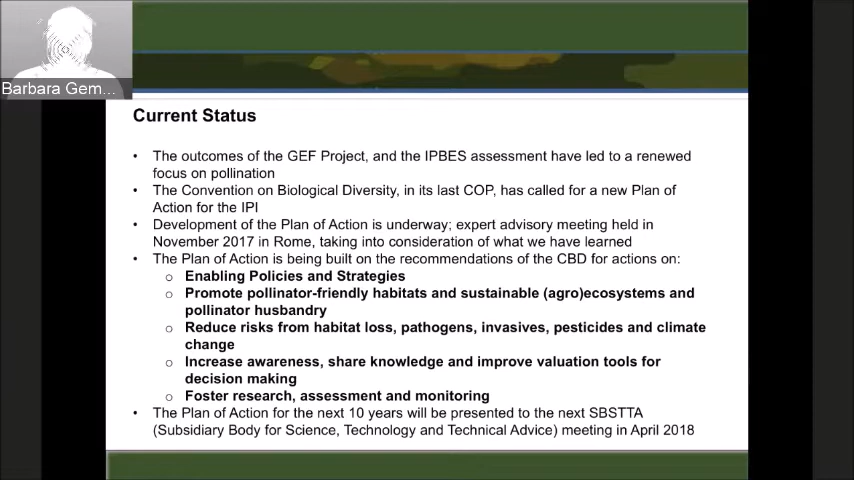 Barbara Gem...
Current Status
• The outcomes of the GEF Project, and the IPBES assessment have led to a renewed
focus on pollination
• The Convention on Biological Diversity, in its last COP, has called for a new Plan of
Action for the IPI
• Development of the Plan of Action is underway; expert advisory meeting held in
November 2017 in Rome, taking into consideration of what we have learned
• The Plan of Action is being built on the recommendations of the CBD for actions on:
o Enabling Policies and Strategies
o Promote pollinator-friendly habitats and sustainable (agro)ecosystems and
pollinator husbandry
o Reduce risks from habitat loss, pathogens, invasives, pesticides and climate
change
o Increase awareness, share knowledge and improve valuation tools for
decision making
o Foster research, assessment and monitoring
• The Plan of Action for the next 10 years will be presented to the next SBSTTA
(Subsidiary Body for Science, Technology and Technical Advice) meeting in April 2018